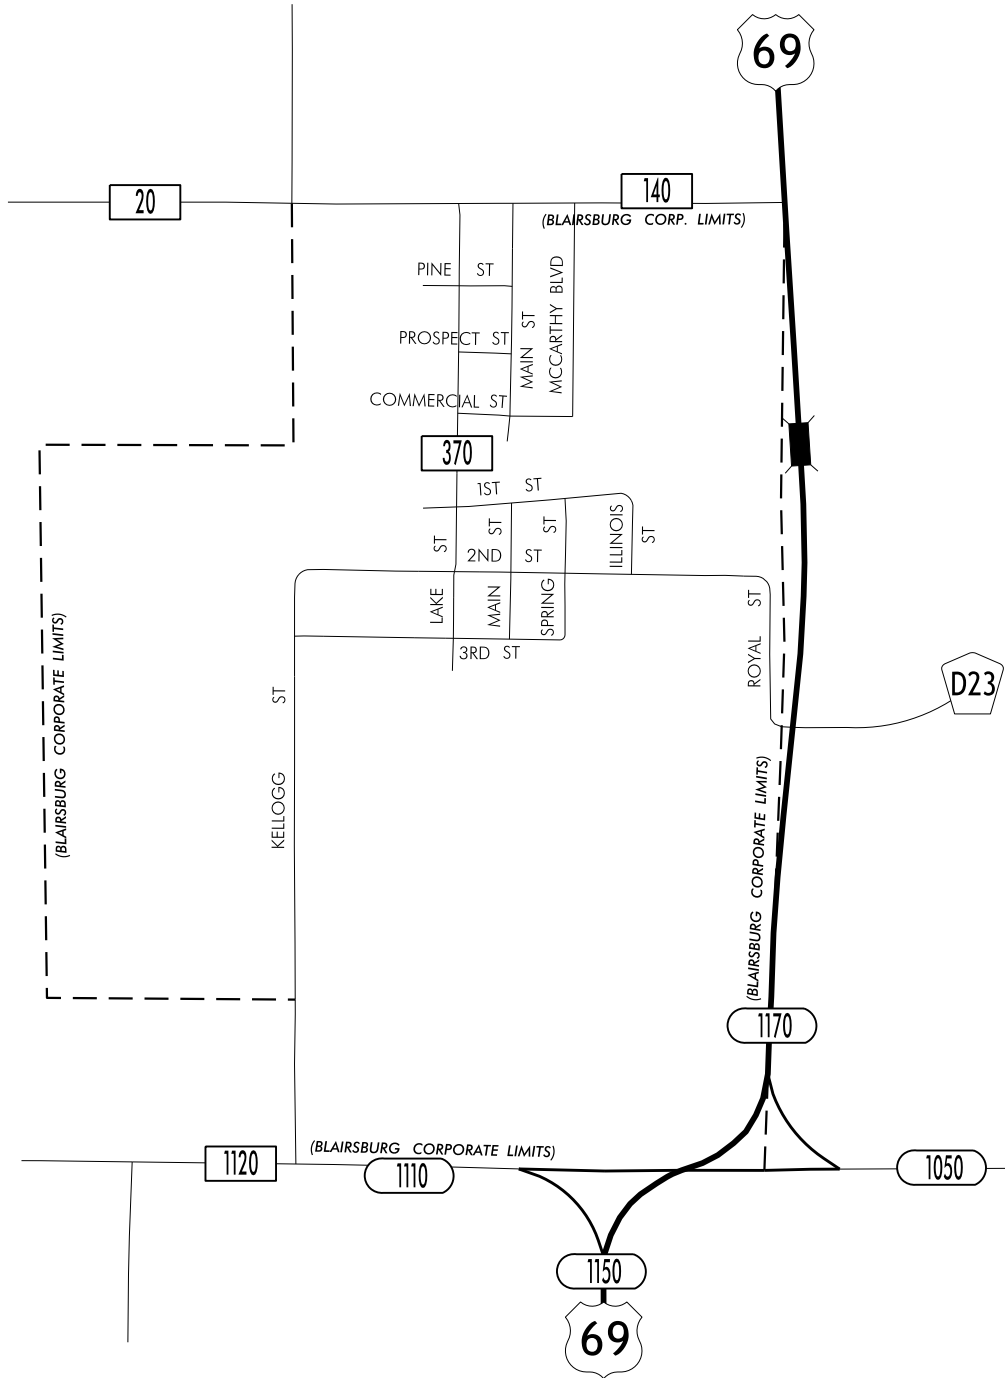 69
20
140
(BLAIRSBURG CORP. LIMITS)
PINE ST
PROSPECT ST
MAIN ST
MCCARTHY BLVD
COMMERCIAL ST
370
1ST ST
LAKE ST
MAIN ST
SPRING ST
ILLINOIS ST
2ND ST
3RD ST
ROYAL ST
KELLOGG ST
(BLAIRSBURG CORPORATE LIMITS)
D23
(BLAIRSBURG CORPORATE LIMITS)
1170
(BLAIRSBURG CORPORATE LIMITS)
1120
1110
1050
1150
69